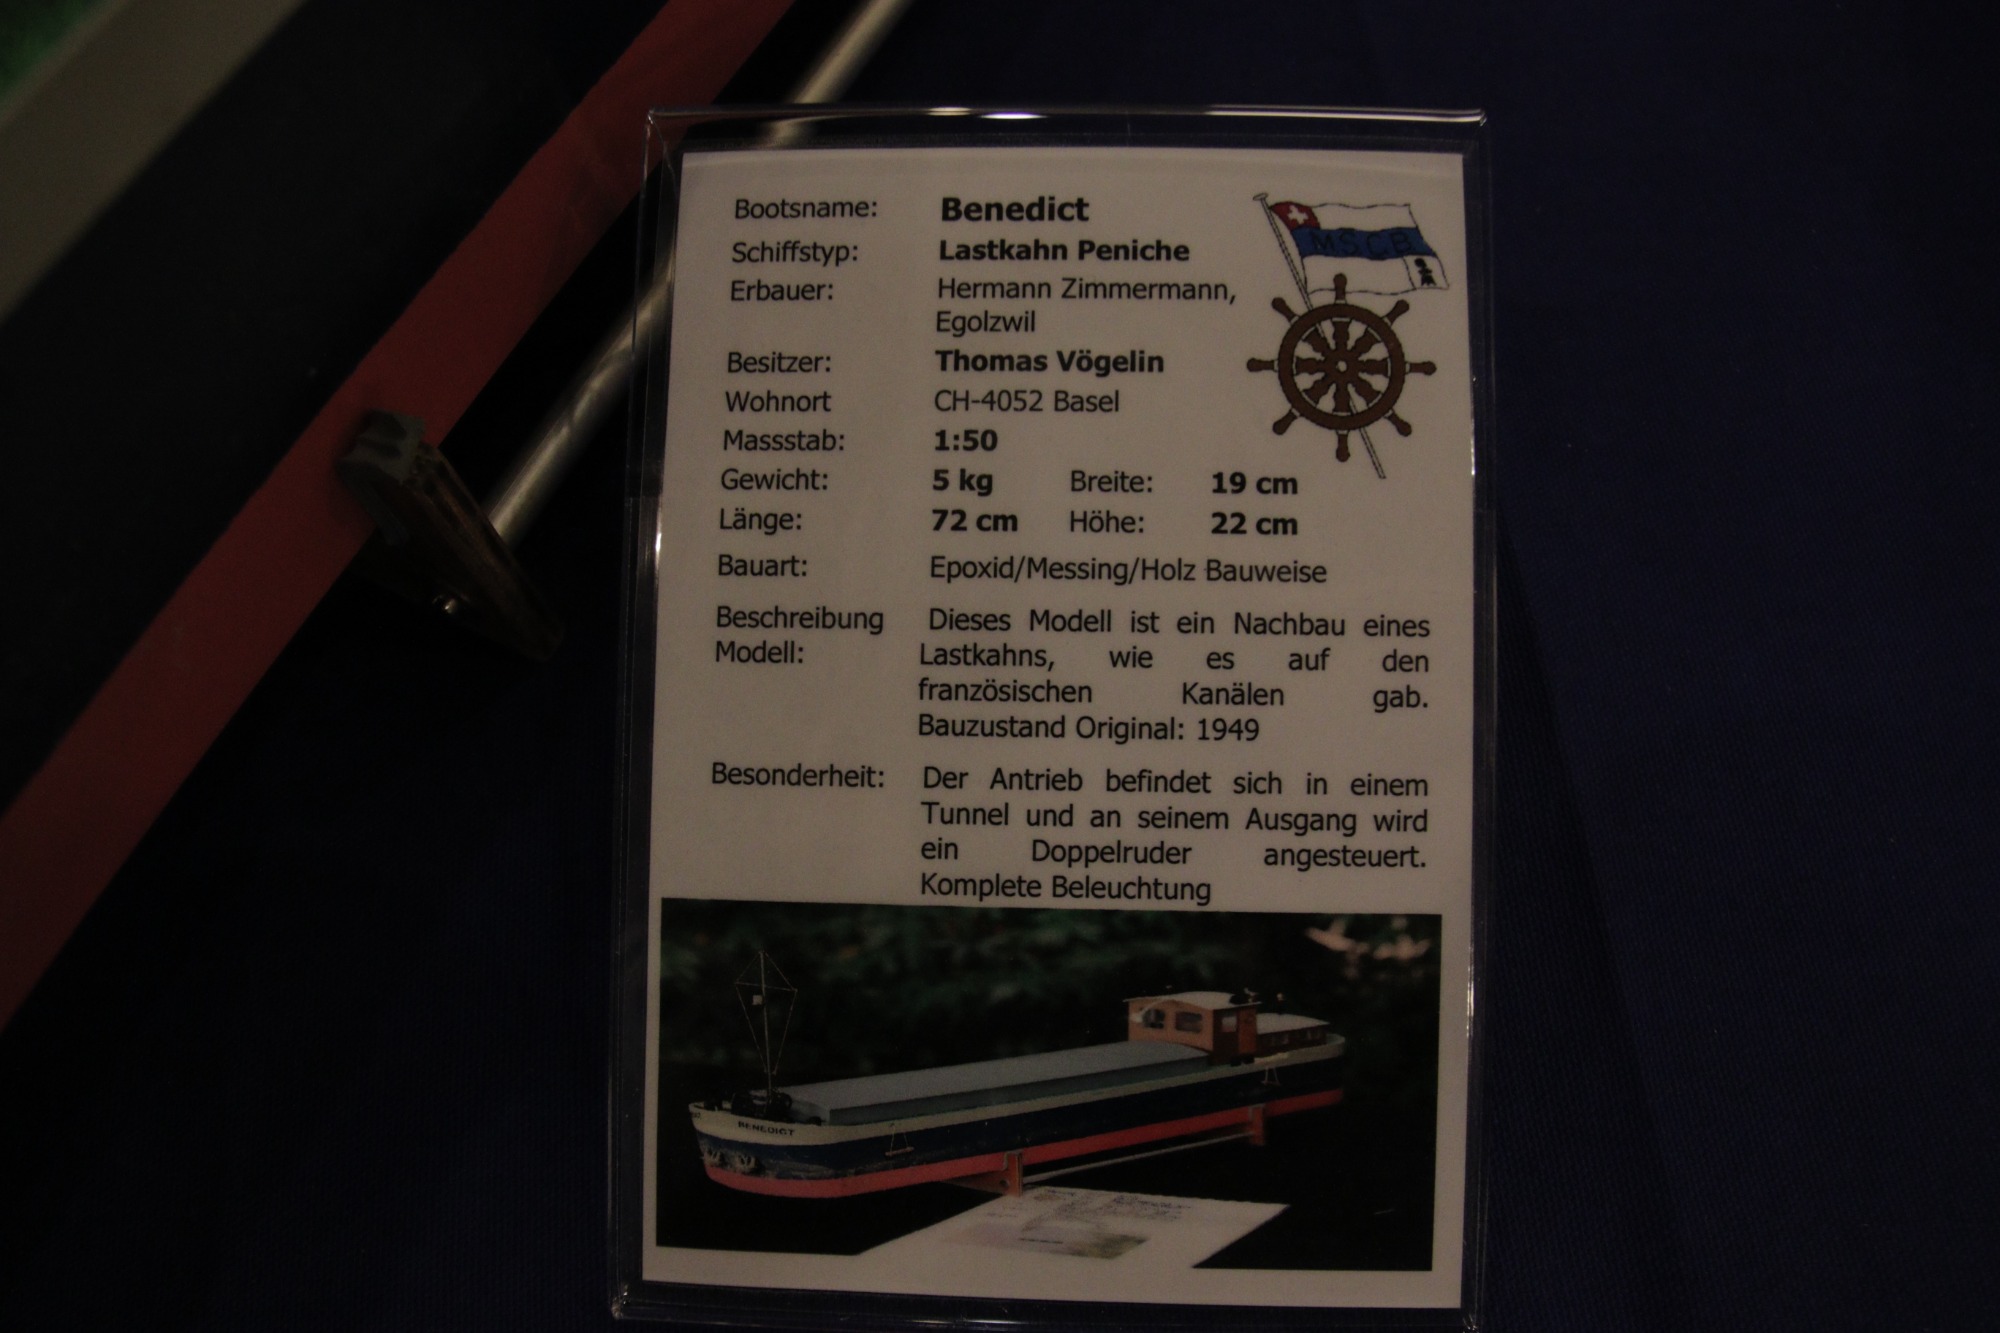 Bootsname: Benedict
Schiffstyp: Lastkahn Peniche
Erbauer: Hermann Zimmermann,
Egolzwil
Besitzer: Thomas Vögelin
Wohnort CH-4052 Basel
Massstab: 1:50
Gewicht: 5 kg Breite: 19 cm
Länge: 72 cm Höhe: 22 cm
Bauart: Epoxid/Messing/Holz Bauweise
Beschreibung Dieses Modell ist ein Nachbau eines
Modell: Lastkahns, wie es auf den
französischen Kanälen gab.
Bauzustand Original: 1949
Besonderheit: Der Antrieb befindet sich in einem
Tunnel und an seinem Ausgang wird
ein Doppelruder angesteuert.
Komplete Beleuchtung
MSCB
BENEDICT